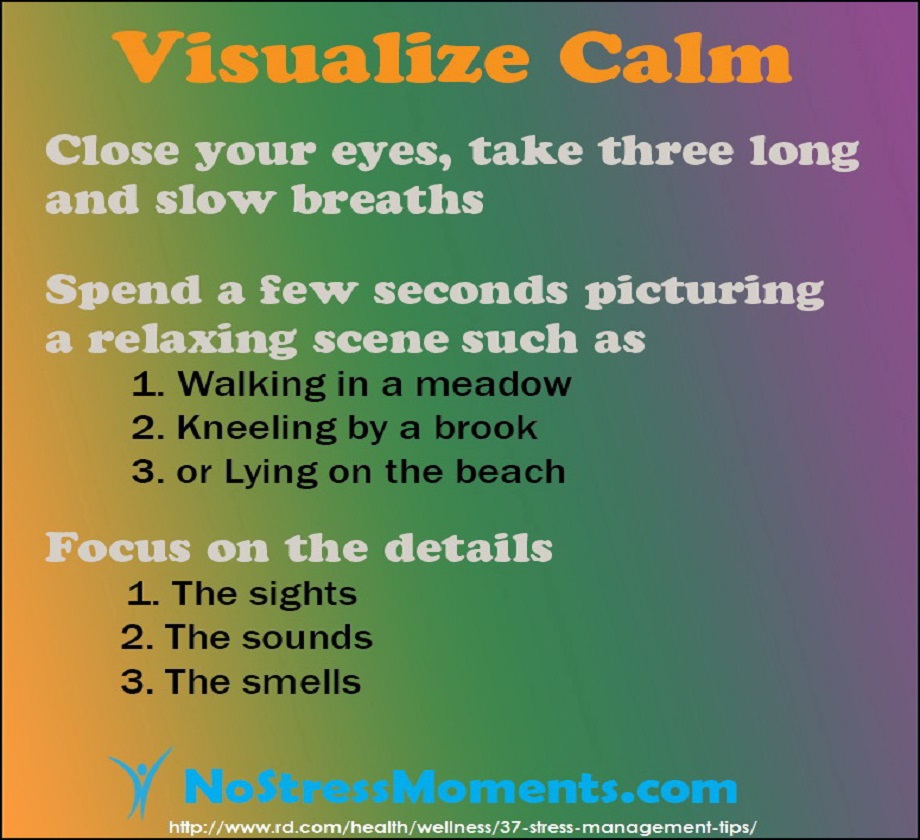 Visualize Calm
Close your eyes, take three long
and slow breaths
Spend a few seconds picturing
a relaxing scene such as
1. Walking in a meadow
2. Kneeling by a brook
3. or Lying on the beach
Focus on the details
1. The sights
2. The sounds
3. The smells
NoStressMoments.com
http://www.rd.com/health/wellness/37-stress-management-tips/